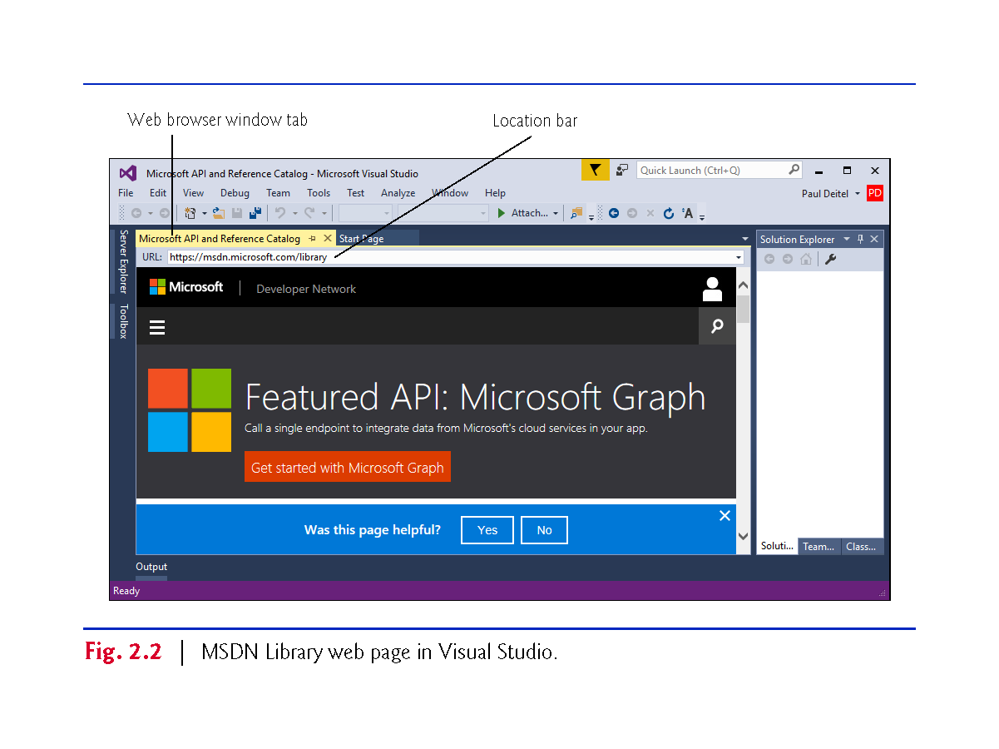 Web browser window tab
Location bar
Microsoft API and Reference Catalog - Microsoft Visual Studio
Quick Launch (Ctrl+Q)
File Edit View Debug Team Tools Test Analyze Window Help
Paul Deitel PD
Attach...
Server Explorer
Toolbox
Microsoft API and Reference Catalog
Start Page
Solution Explorer
URL: https://msdn.microsoft.com/library
Microsoft Developer Network
Featured API: Microsoft Graph
Call a single endpoint to integrate data from Microsoft's cloud services in your app.
Get started with Microsoft Graph
Was this page helpful? Yes No
Soluti... Team... Class...
Output
Ready
Fig. 2.2 | MSDN Library web page in Visual Studio.